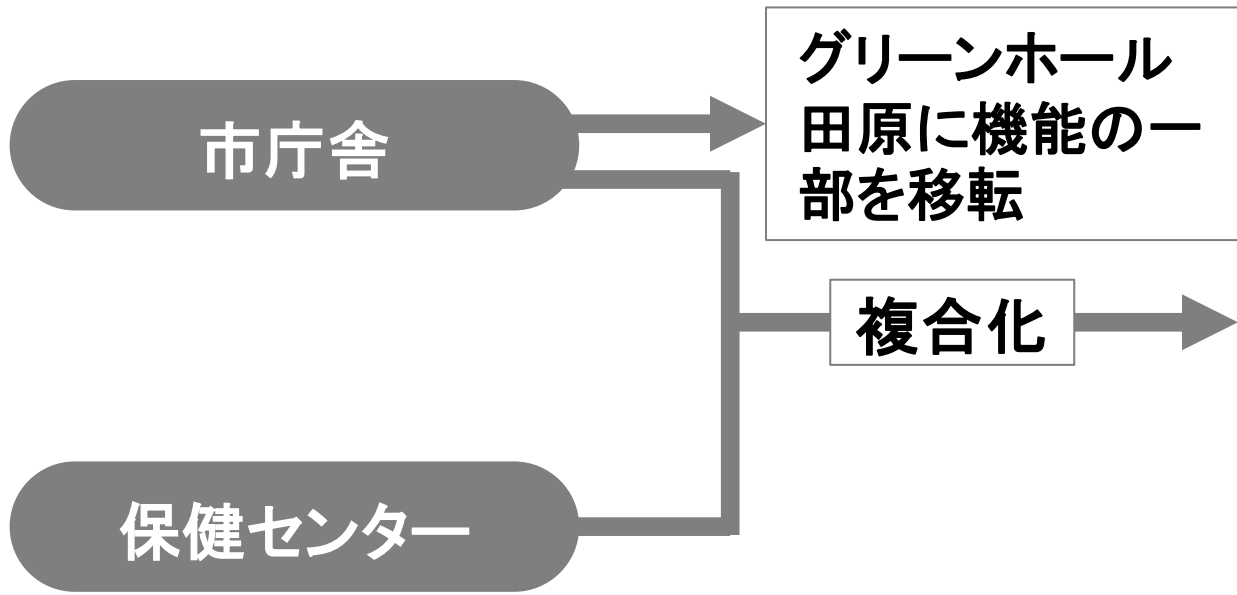 市庁舎
グリーンホール
田原に機能の一
部を移転
複合化
保健センター